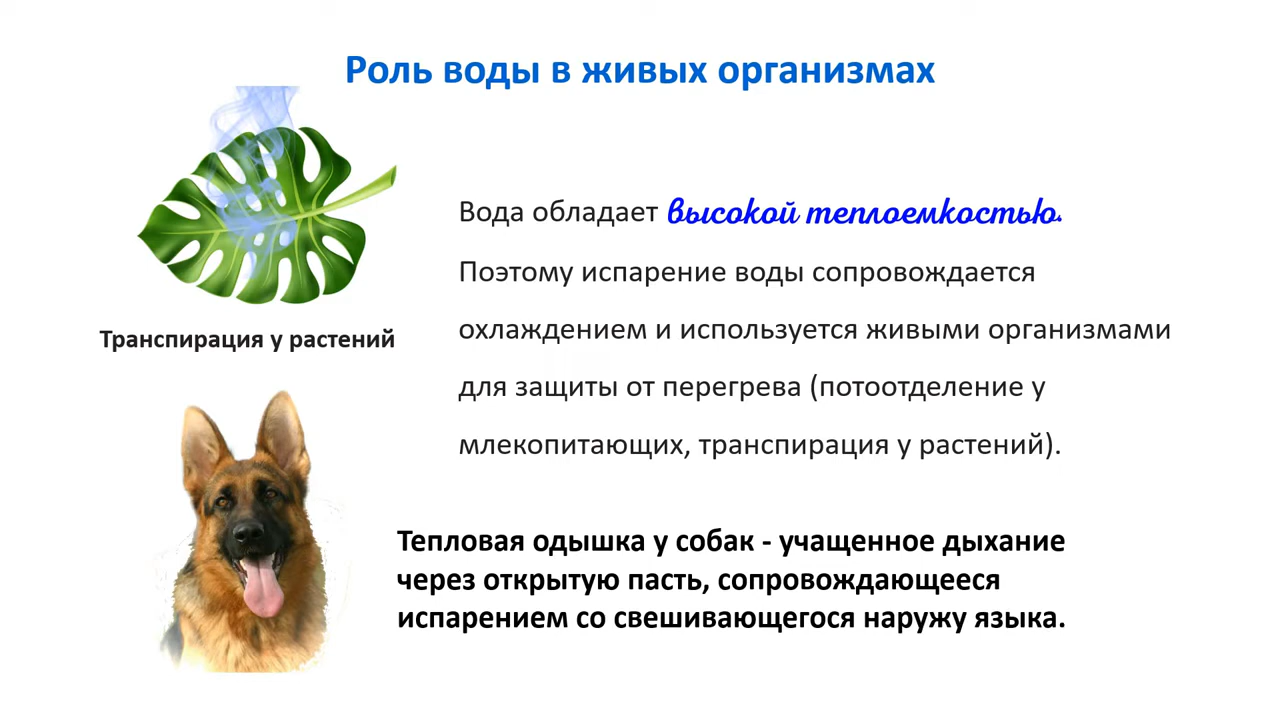 Роль воды в живых организмах
Вода обладает высокой теплоемкостью.
Поэтому испарение воды сопровождается
охлаждением и используется живыми организмами
для защиты от перегрева (потоотделение у
млекопитающих, транспирация у растений).
Транспирация у растений
Тепловая одышка у собак - учащенное дыхание
через открытую пасть, сопровождающееся
испарением со свешивающегося наружу языка.